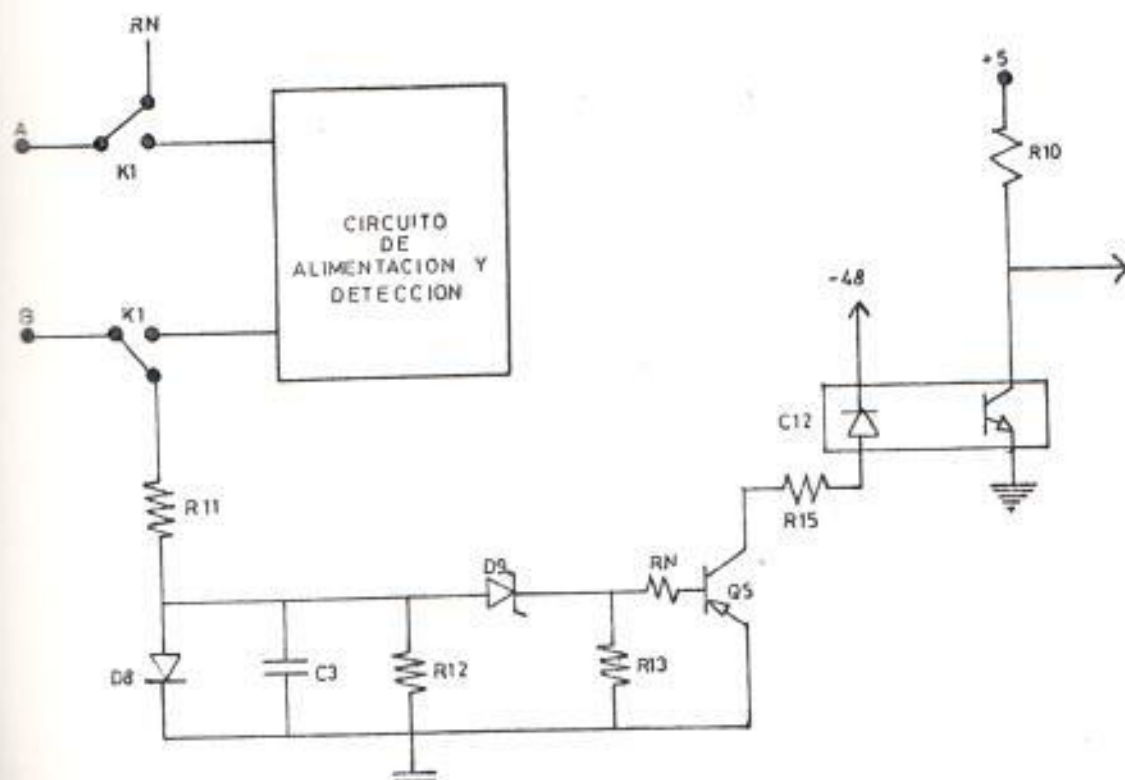 RN
+5
A
K1
R10
CIRCUITO
DE
ALIMENTACION Y
DETECCION
-48
B
K1
C12
R11
R15
D9
RN
Q5
D8
C3
R12
R13